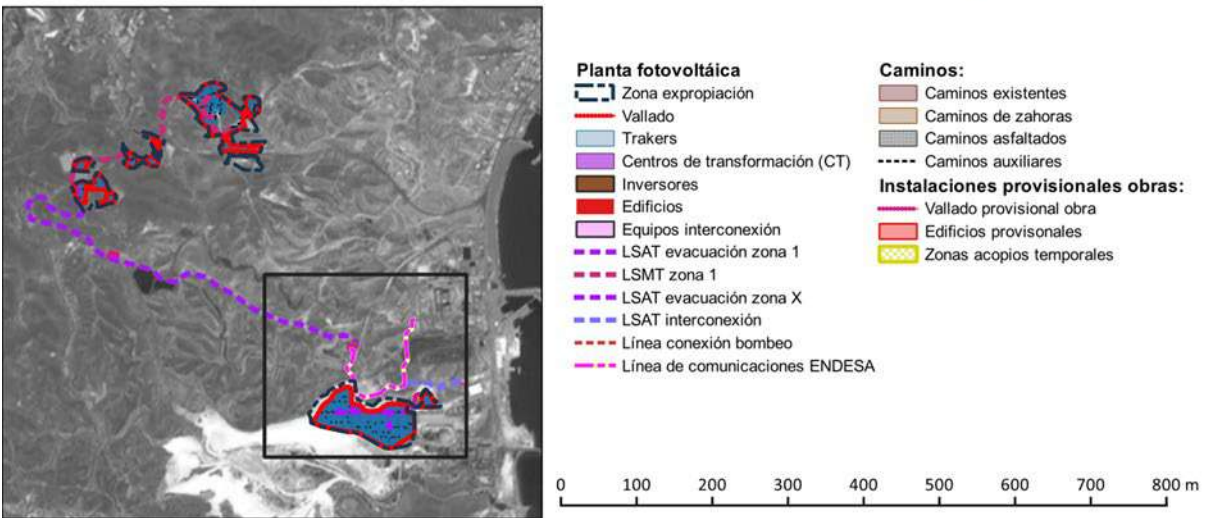 Planta fotovoltáica
Zona expropiación
Vallado
Trakers
Centros de transformación (CT)
Inversores
Edificios
Equipos interconexión
LSAT evacuación zona 1
LSMT zona 1
LSAT evacuación zona X
LSAT interconexión
Línea conexión bombeo
Línea de comunicaciones ENDESA
Caminos:
Caminos existentes
Caminos de zahoras
Caminos asfaltados
Caminos auxiliares
Instalaciones provisionales obras:
Vallado provisional obra
Edificios provisonales
Zonas acopios temporales
0 100 200 300 400 500 600 700 800 m